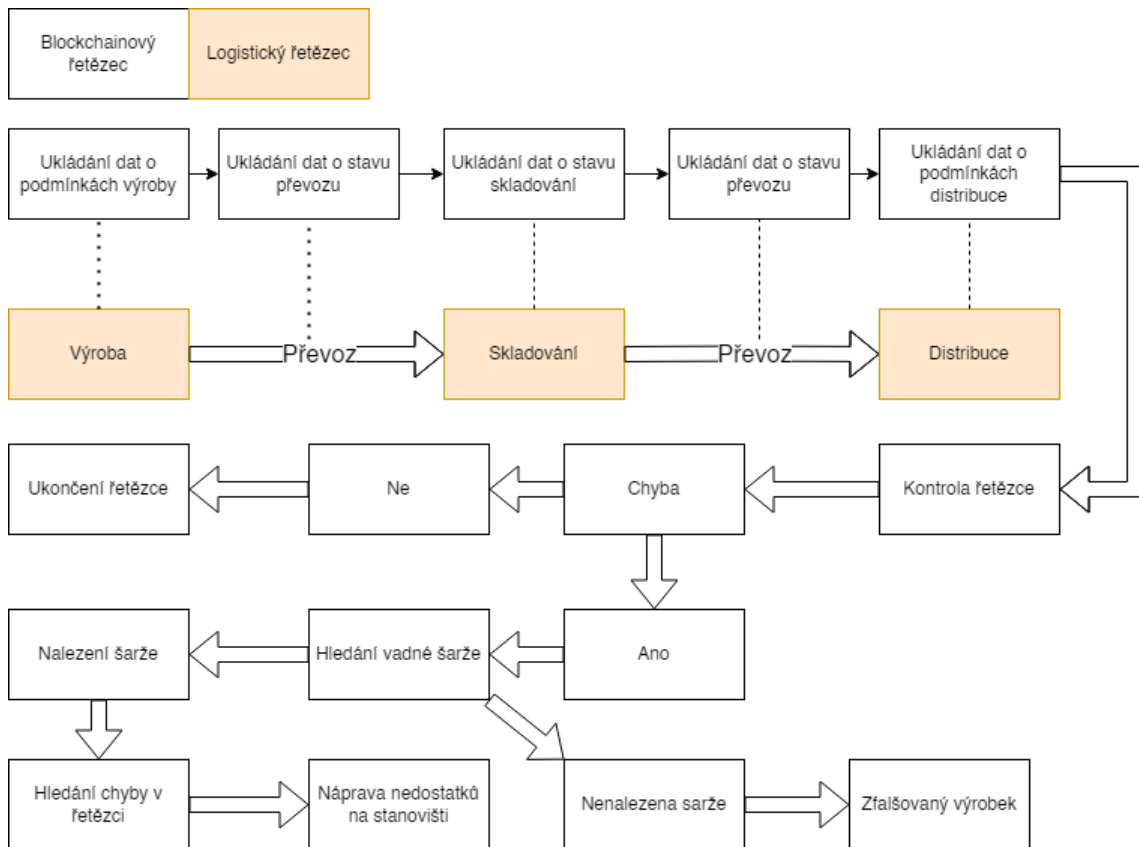 Blockchainový
řetězec
Logistický řetězec
Ukládání dat o
podmínkách výroby
Ukládání dat o stavu
převozu
Ukládání dat o stavu
skladování
Ukládání dat o stavu
převozu
Ukládání dat o
podmínkách
distribuce
Výroba
Převoz
Skladování
Převoz
Distribuce
Ukončení řetězce
Ne
Chyba
Kontrola řetězce
Nalezení šarže
Hledání vadné šarže
Ano
Hledání chyby v
řetězci
Náprava nedostatků
na stanovišti
Nenalezena sarže
Zfalšovaný výrobek